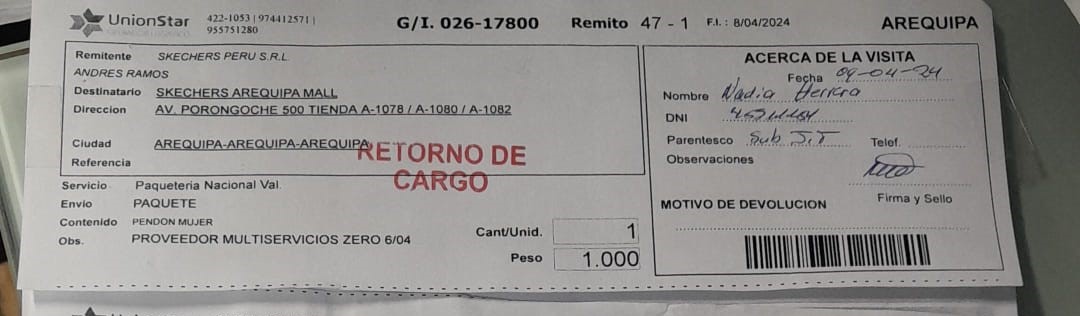 UnionStar 422-1053 | 974412571 |
955751280
G/I. 026-17800 Remito 47 - 1 F.I. : 8/04/2024 AREQUIPA
Remitente SKECHERS PERU S.R.L
ANDRES RAMOS
Destinatario SKECHERS AREQUIPA MALL
Direccion AV. PORONGOCHE 500 TIENDA A-1078 / A-1080 / A-1082
Ciudad AREQUIPA-AREQUIPA-AREQUIPA
Referencia
RETORNO DE
CARGO
Servicio Paqueteria Nacional Val.
Envío PAQUETE
Contenido PENDON MUJER
Obs. PROVEEDOR MULTISERVICIOS ZERO 6/04
Cant/Unid. 1
Peso 1.000
ACERCA DE LA VISITA
Fecha 09-04-24
Nombre Nadia Herrera
DNI
Parentesco Sub J.T Telef.
Observaciones
Firma y Sello
MOTIVO DE DEVOLUCION